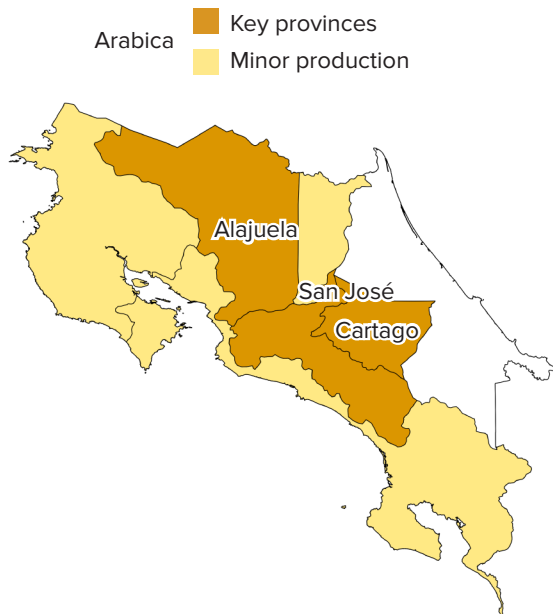 Arabica
Key provinces
Minor production
Alajuela
San José
Cartago